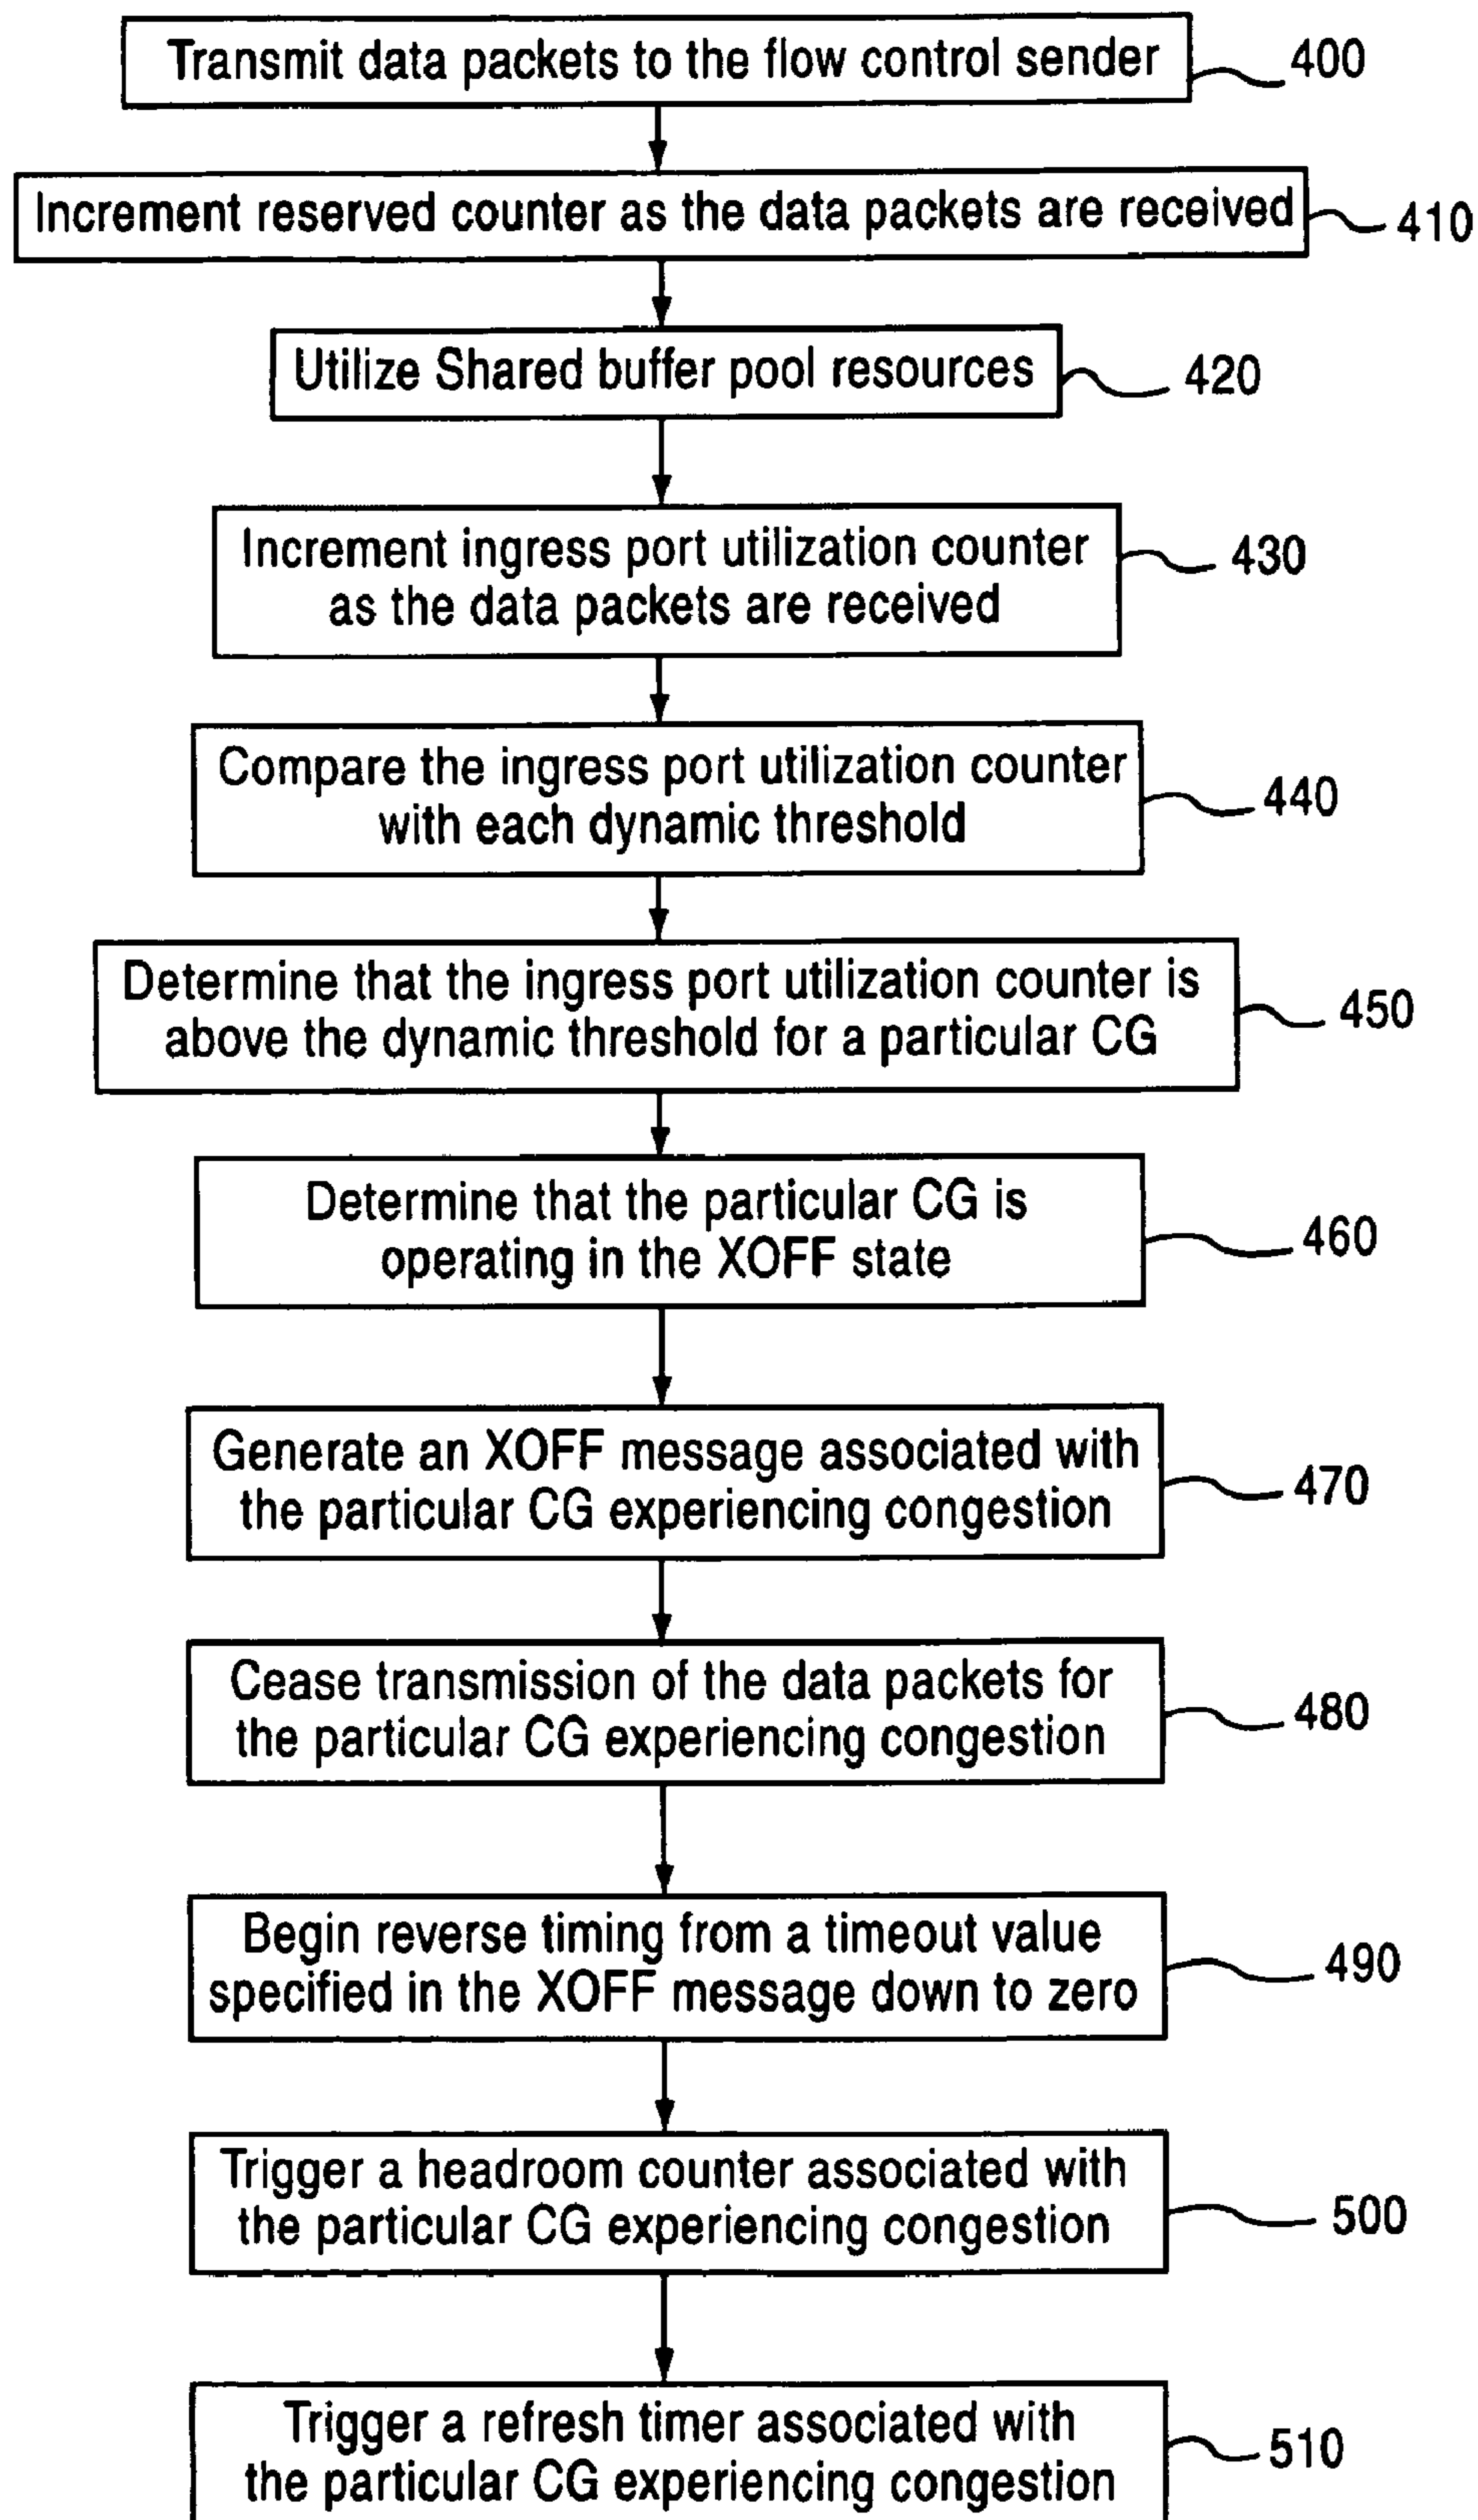 Transmit data packets to the flow control sender
400
Increment reserved counter as the data packets are received
410
Utilize Shared buffer pool resources
420
Increment ingress port utilization counter
as the data packets are received
430
Compare the ingress port utilization counter
with each dynamic threshold
440
Determine that the ingress port utilization counter is
above the dynamic threshold for a particular CG
450
Determine that the particular CG is
operating in the XOFF state
460
Generate an XOFF message associated with
the particular CG experiencing congestion
470
Cease transmission of the data packets for
the particular CG experiencing congestion
480
Begin reverse timing from a timeout value
specified in the XOFF message down to zero
490
Trigger a headroom counter associated with
the particular CG experiencing congestion
500
Trigger a refresh timer associated with
the particular CG experiencing congestion
510